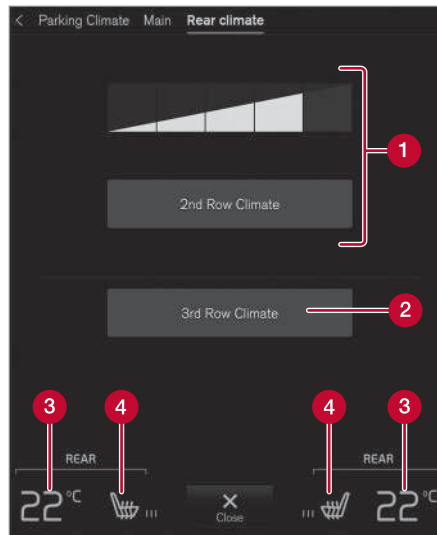 < Parking Climate Main Rear climate
1
2nd Row Climate
3rd Row Climate
2
3 4 4 3
REAR REAR
22°C 22°C
Close